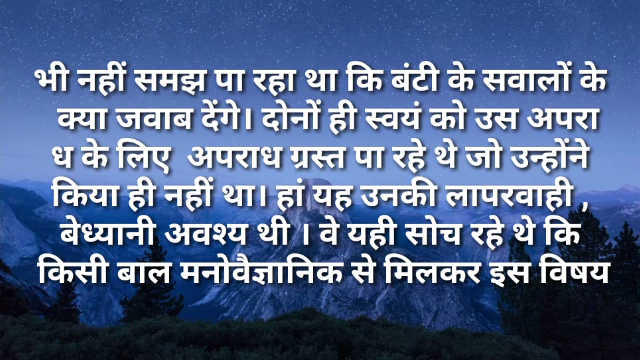 भी नहीं समझ पा रहा था कि बंटी के सवालों के
क्या जवाब देंगे। दोनों ही स्वयं को उस अपरा
ध के लिए अपराध ग्रस्त पा रहे थे जो उन्होंने
किया ही नहीं था। हां यह उनकी लापरवाही ,
बेध्यानी अवश्य थी । वे यही सोच रहे थे कि
किसी बाल मनोवैज्ञानिक से मिलकर इस विषय